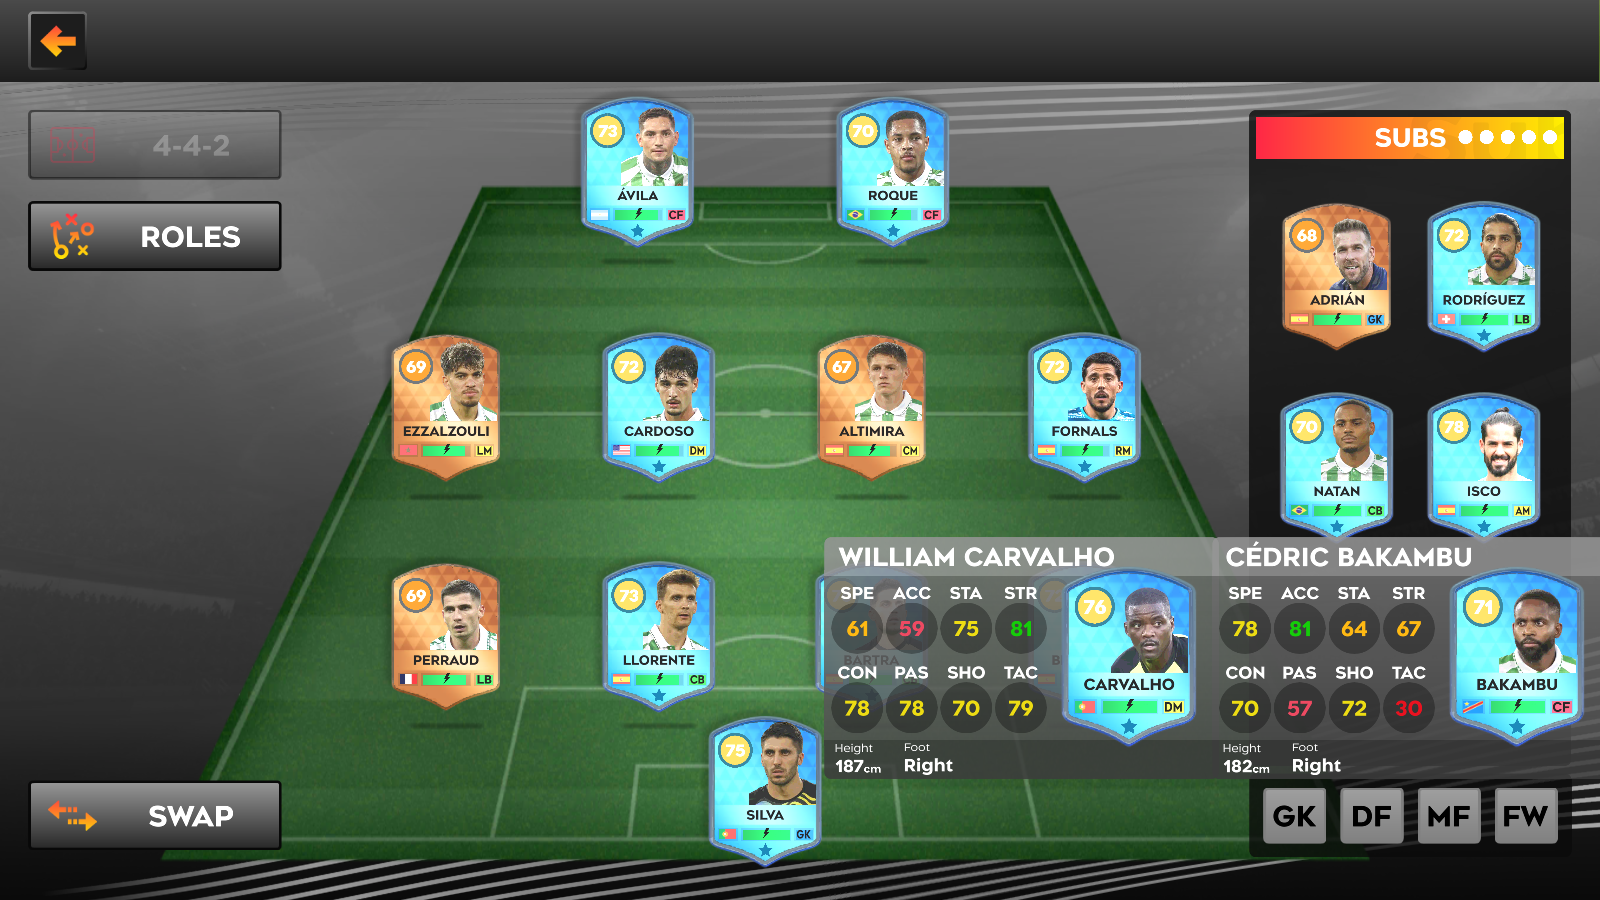 4-4-2
ROLES
SWAP
73
ÁVILA
CF
70
ROQUE
CF
69
EZZALZOULI
LM
72
CARDOSO
DM
67
ALTIMIRA
CM
72
FORNALS
RM
69
PERRAUD
LB
73
LLORENTE
CB
BARTRA
75
SILVA
GK
SUBS
68
ADRIÁN
GK
72
RODRÍGUEZ
LB
70
NATAN
CB
78
ISCO
AM
WILLIAM CARVALHO
SPE ACC STA STR
61 59 75 81
CON PAS SHO TAC
78 78 70 79
Height Foot
187cm Right
76
CARVALHO
DM
CÉDRIC BAKAMBU
SPE ACC STA STR
78 81 64 67
CON PAS SHO TAC
70 57 72 30
Height Foot
182cm Right
71
BAKAMBU
CF
GK DF MF FW